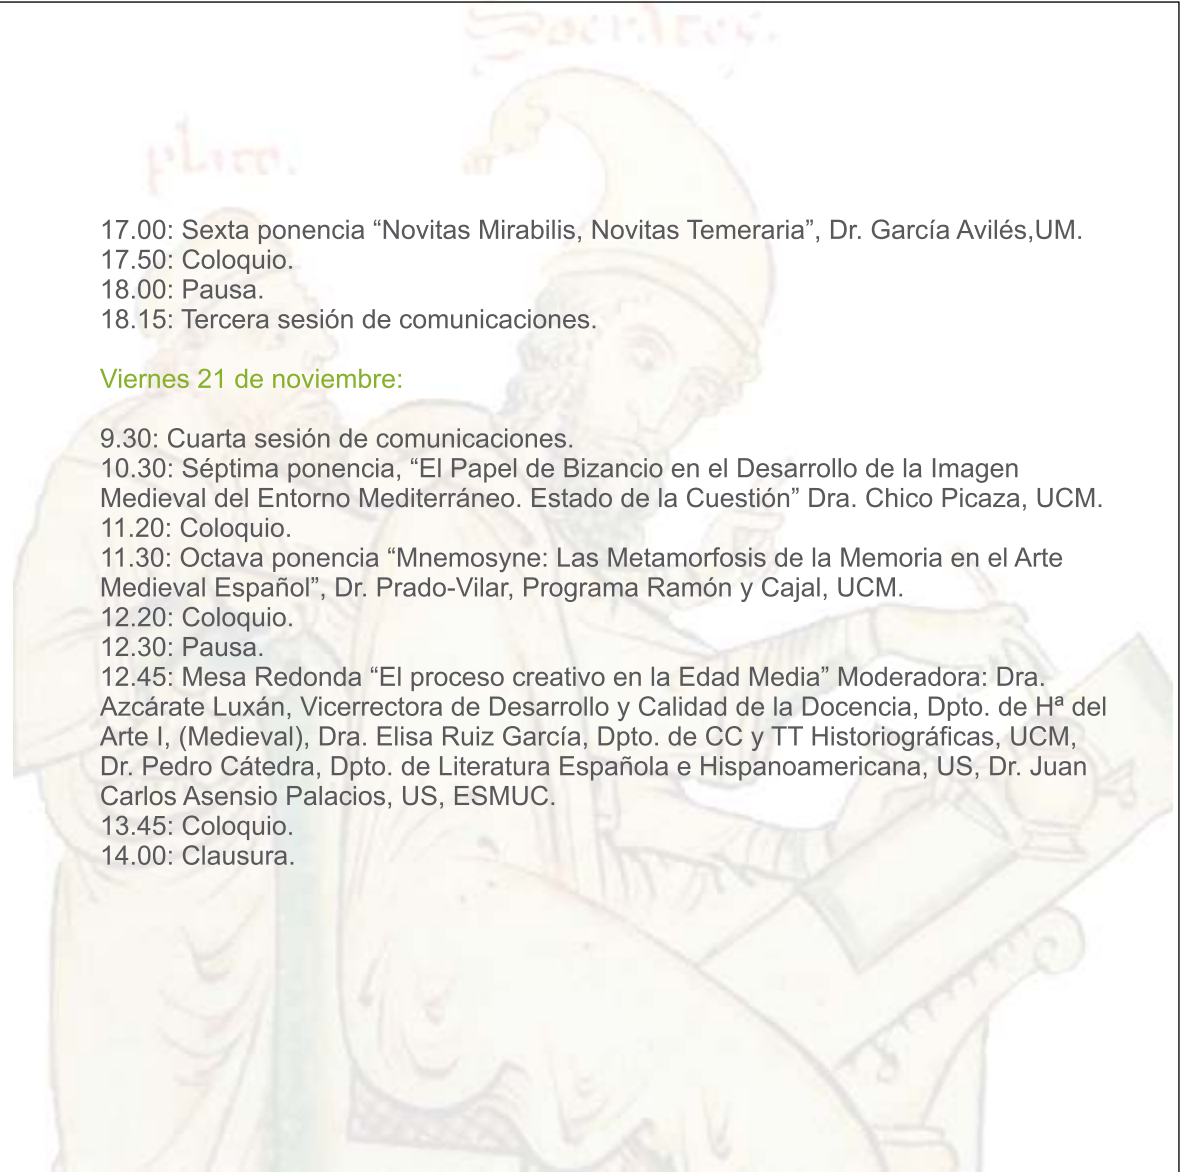 Socrates.
plato.
17.00: Sexta ponencia “Novitas Mirabilis, Novitas Temeraria”, Dr. García Avilés,UM.
17.50: Coloquio.
18.00: Pausa.
18.15: Tercera sesión de comunicaciones.
Viernes 21 de noviembre:
9.30: Cuarta sesión de comunicaciones.
10.30: Séptima ponencia, “El Papel de Bizancio en el Desarrollo de la Imagen
Medieval del Entorno Mediterráneo. Estado de la Cuestión” Dra. Chico Picaza, UCM.
11.20: Coloquio.
11.30: Octava ponencia “Mnemosyne: Las Metamorfosis de la Memoria en el Arte
Medieval Español”, Dr. Prado-Vilar, Programa Ramón y Cajal, UCM.
12.20: Coloquio.
12.30: Pausa.
12.45: Mesa Redonda “El proceso creativo en la Edad Media” Moderadora: Dra.
Azcárate Luxán, Vicerrectora de Desarrollo y Calidad de la Docencia, Dpto. de Hª del
Arte I, (Medieval), Dra. Elisa Ruiz García, Dpto. de CC y TT Historiográficas, UCM,
Dr. Pedro Cátedra, Dpto. de Literatura Española e Hispanoamericana, US, Dr. Juan
Carlos Asensio Palacios, US, ESMUC.
13.45: Coloquio.
14.00: Clausura.